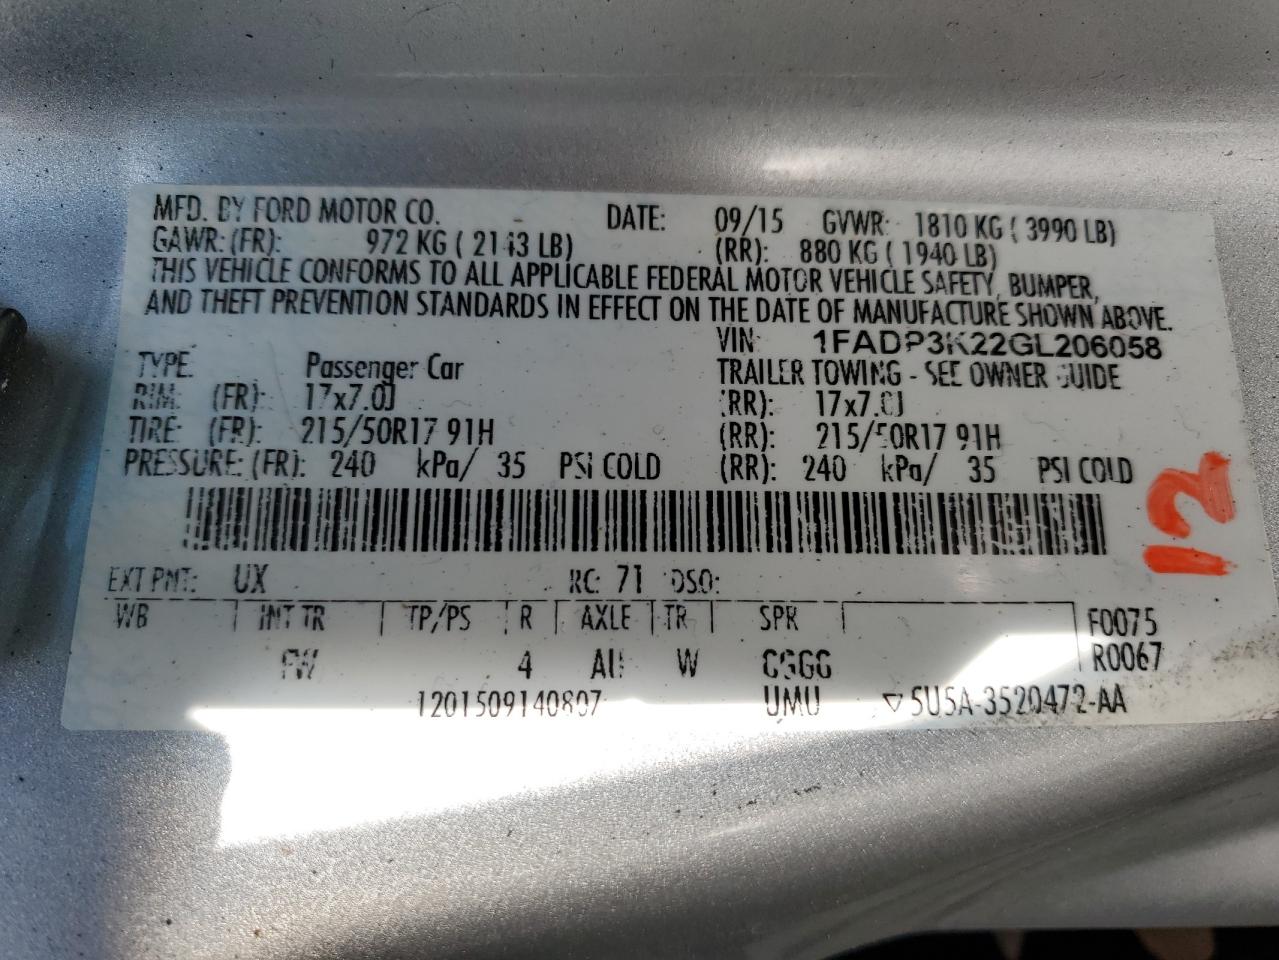 MFD. BY FORD MOTOR CO. DATE: 09/15 GVWR: 1810 KG ( 3990 LB)
GAWR: (FR): 972 KG ( 2143 LB) (RR): 880 KG ( 1940 LB)
THIS VEHICLE CONFORMS TO ALL APPLICABLE FEDERAL MOTOR VEHICLE SAFETY, BUMPER,
AND THEFT PREVENTION STANDARDS IN EFFECT ON THE DATE OF MANUFACTURE SHOWN ABOVE.
VIN: 1FADP3K22GL206058
TYPE: Passenger Car TRAILER TOWING - SEE OWNER GUIDE
RIM: (FR): 17x7.0J (RR): 17x7.0J
TIRE: (FR): 215/50R17 91H (RR): 215/50R17 91H
PRESSURE: (FR): 240 kPa/ 35 PSI COLD (RR): 240 kPa/ 35 PSI COLD
12
EXT PNT: UX RC: 71 DSO:
WB INT TR TP/PS R AXLE TR SPR F0075
4 W R0067
1201509140807 UMU 5U5A-3520472-AA